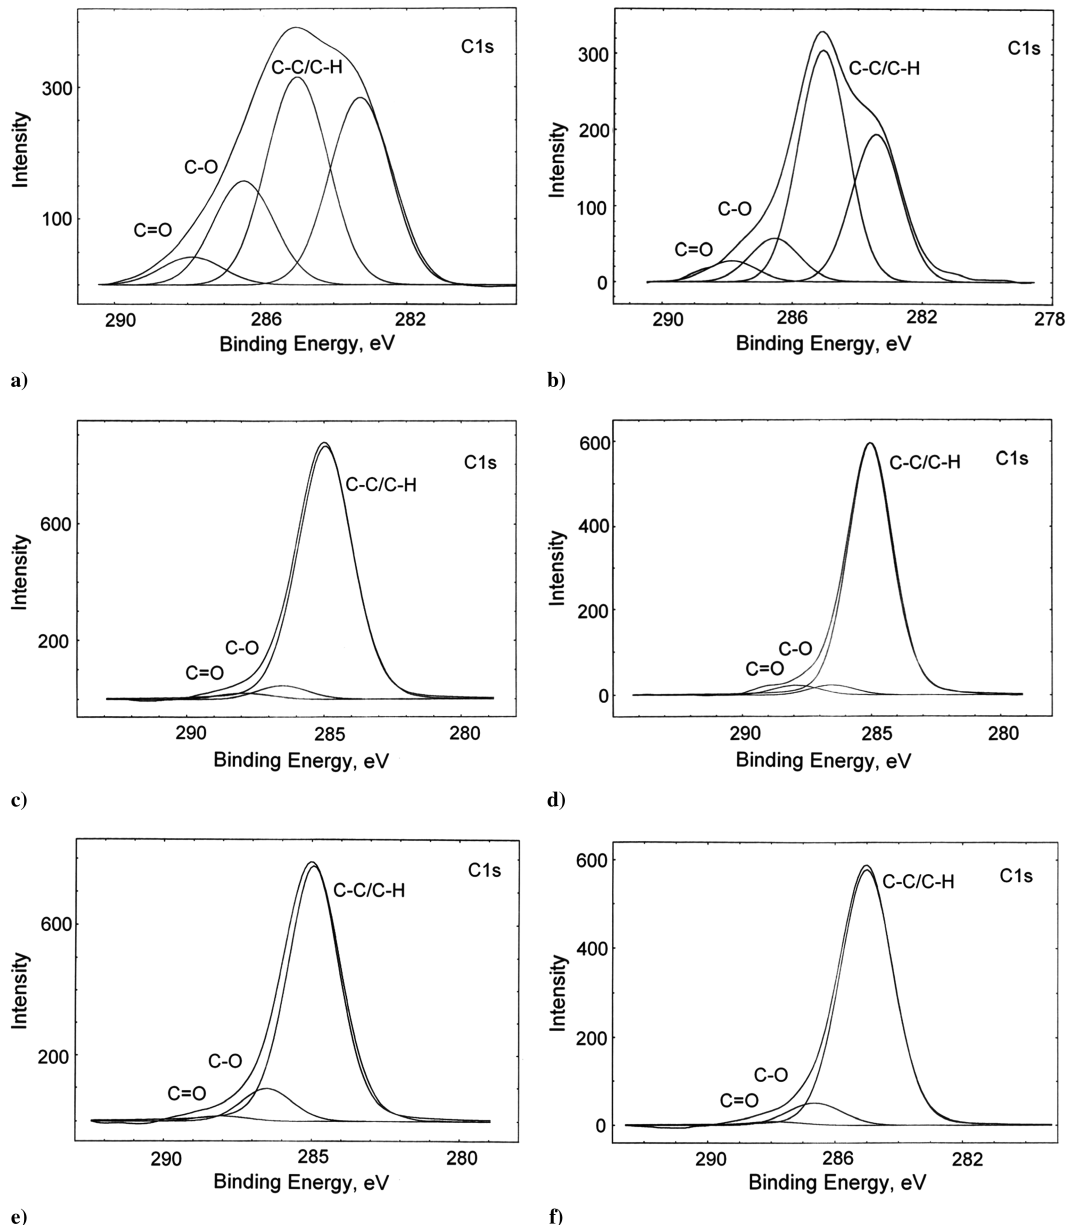 C1s
C-C/C-H
300
C-O
C=O
100
Intensity
290
286
282
Binding Energy, eV
a)
C1s
300
C-C/C-H
200
C-O
100
C=O
0
Intensity
290
286
282
278
Binding Energy, eV
b)
C1s
C-C/C-H
600
200
C-O
C=O
Intensity
290
285
280
Binding Energy, eV
c)
600
C-C/C-H
C1s
400
200
C-O
C=O
0
Intensity
290
285
280
Binding Energy, eV
d)
C1s
C-C/C-H
600
200
C-O
C=O
Intensity
290
285
280
Binding Energy, eV
e)
600
C-C/C-H
C1s
400
200
C-O
C=O
0
Intensity
290
286
282
Binding Energy, eV
f)